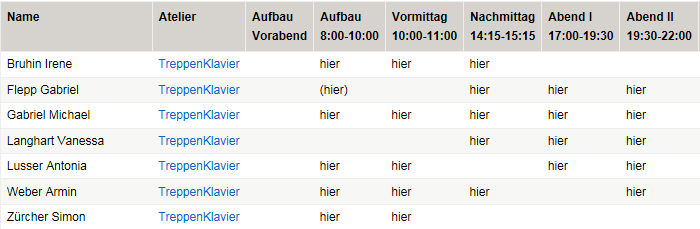 Name Atelier Aufbau Vorabend Aufbau 8:00-10:00 Vormittag 10:00-11:00 Nachmittag 14:15-15:15 Abend I 17:00-19:30 Abend II 19:30-22:00
Bruhin Irene TreppenKlavier hier hier hier
Flepp Gabriel TreppenKlavier (hier) hier hier hier
Gabriel Michael TreppenKlavier hier hier hier hier hier
Langhart Vanessa TreppenKlavier hier hier hier
Lusser Antonia TreppenKlavier hier hier hier hier
Weber Armin TreppenKlavier hier hier hier hier
Zürcher Simon TreppenKlavier hier hier